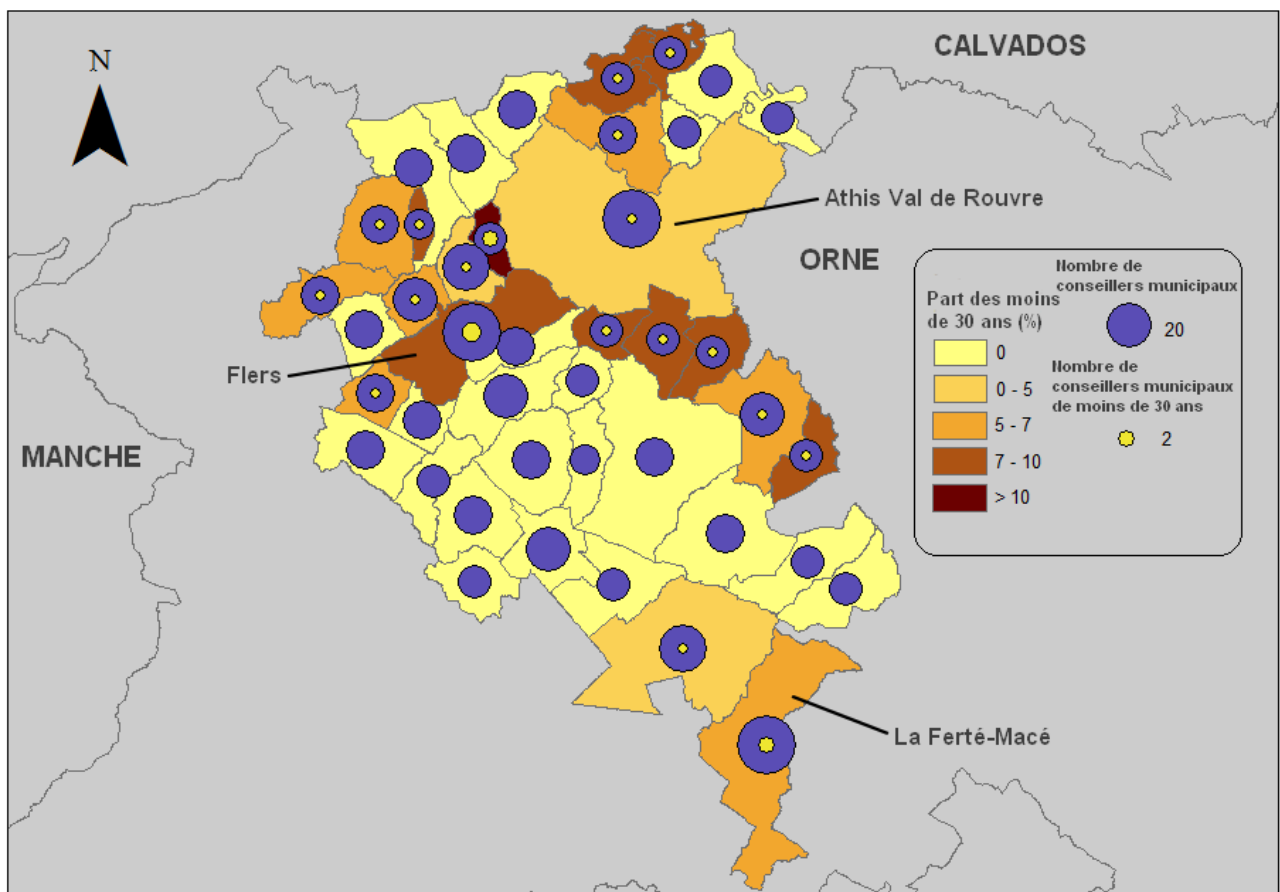 CALVADOS
N
Athis Val de Rouvre
ORNE
Nombre de
conseillers municipaux
20
Part des moins
de 30 ans (%)
0
0 - 5
5 - 7
7 - 10
> 10
Nombre de
conseillers municipaux
de moins de 30 ans
2
Flers
MANCHE
La Ferté-Macé